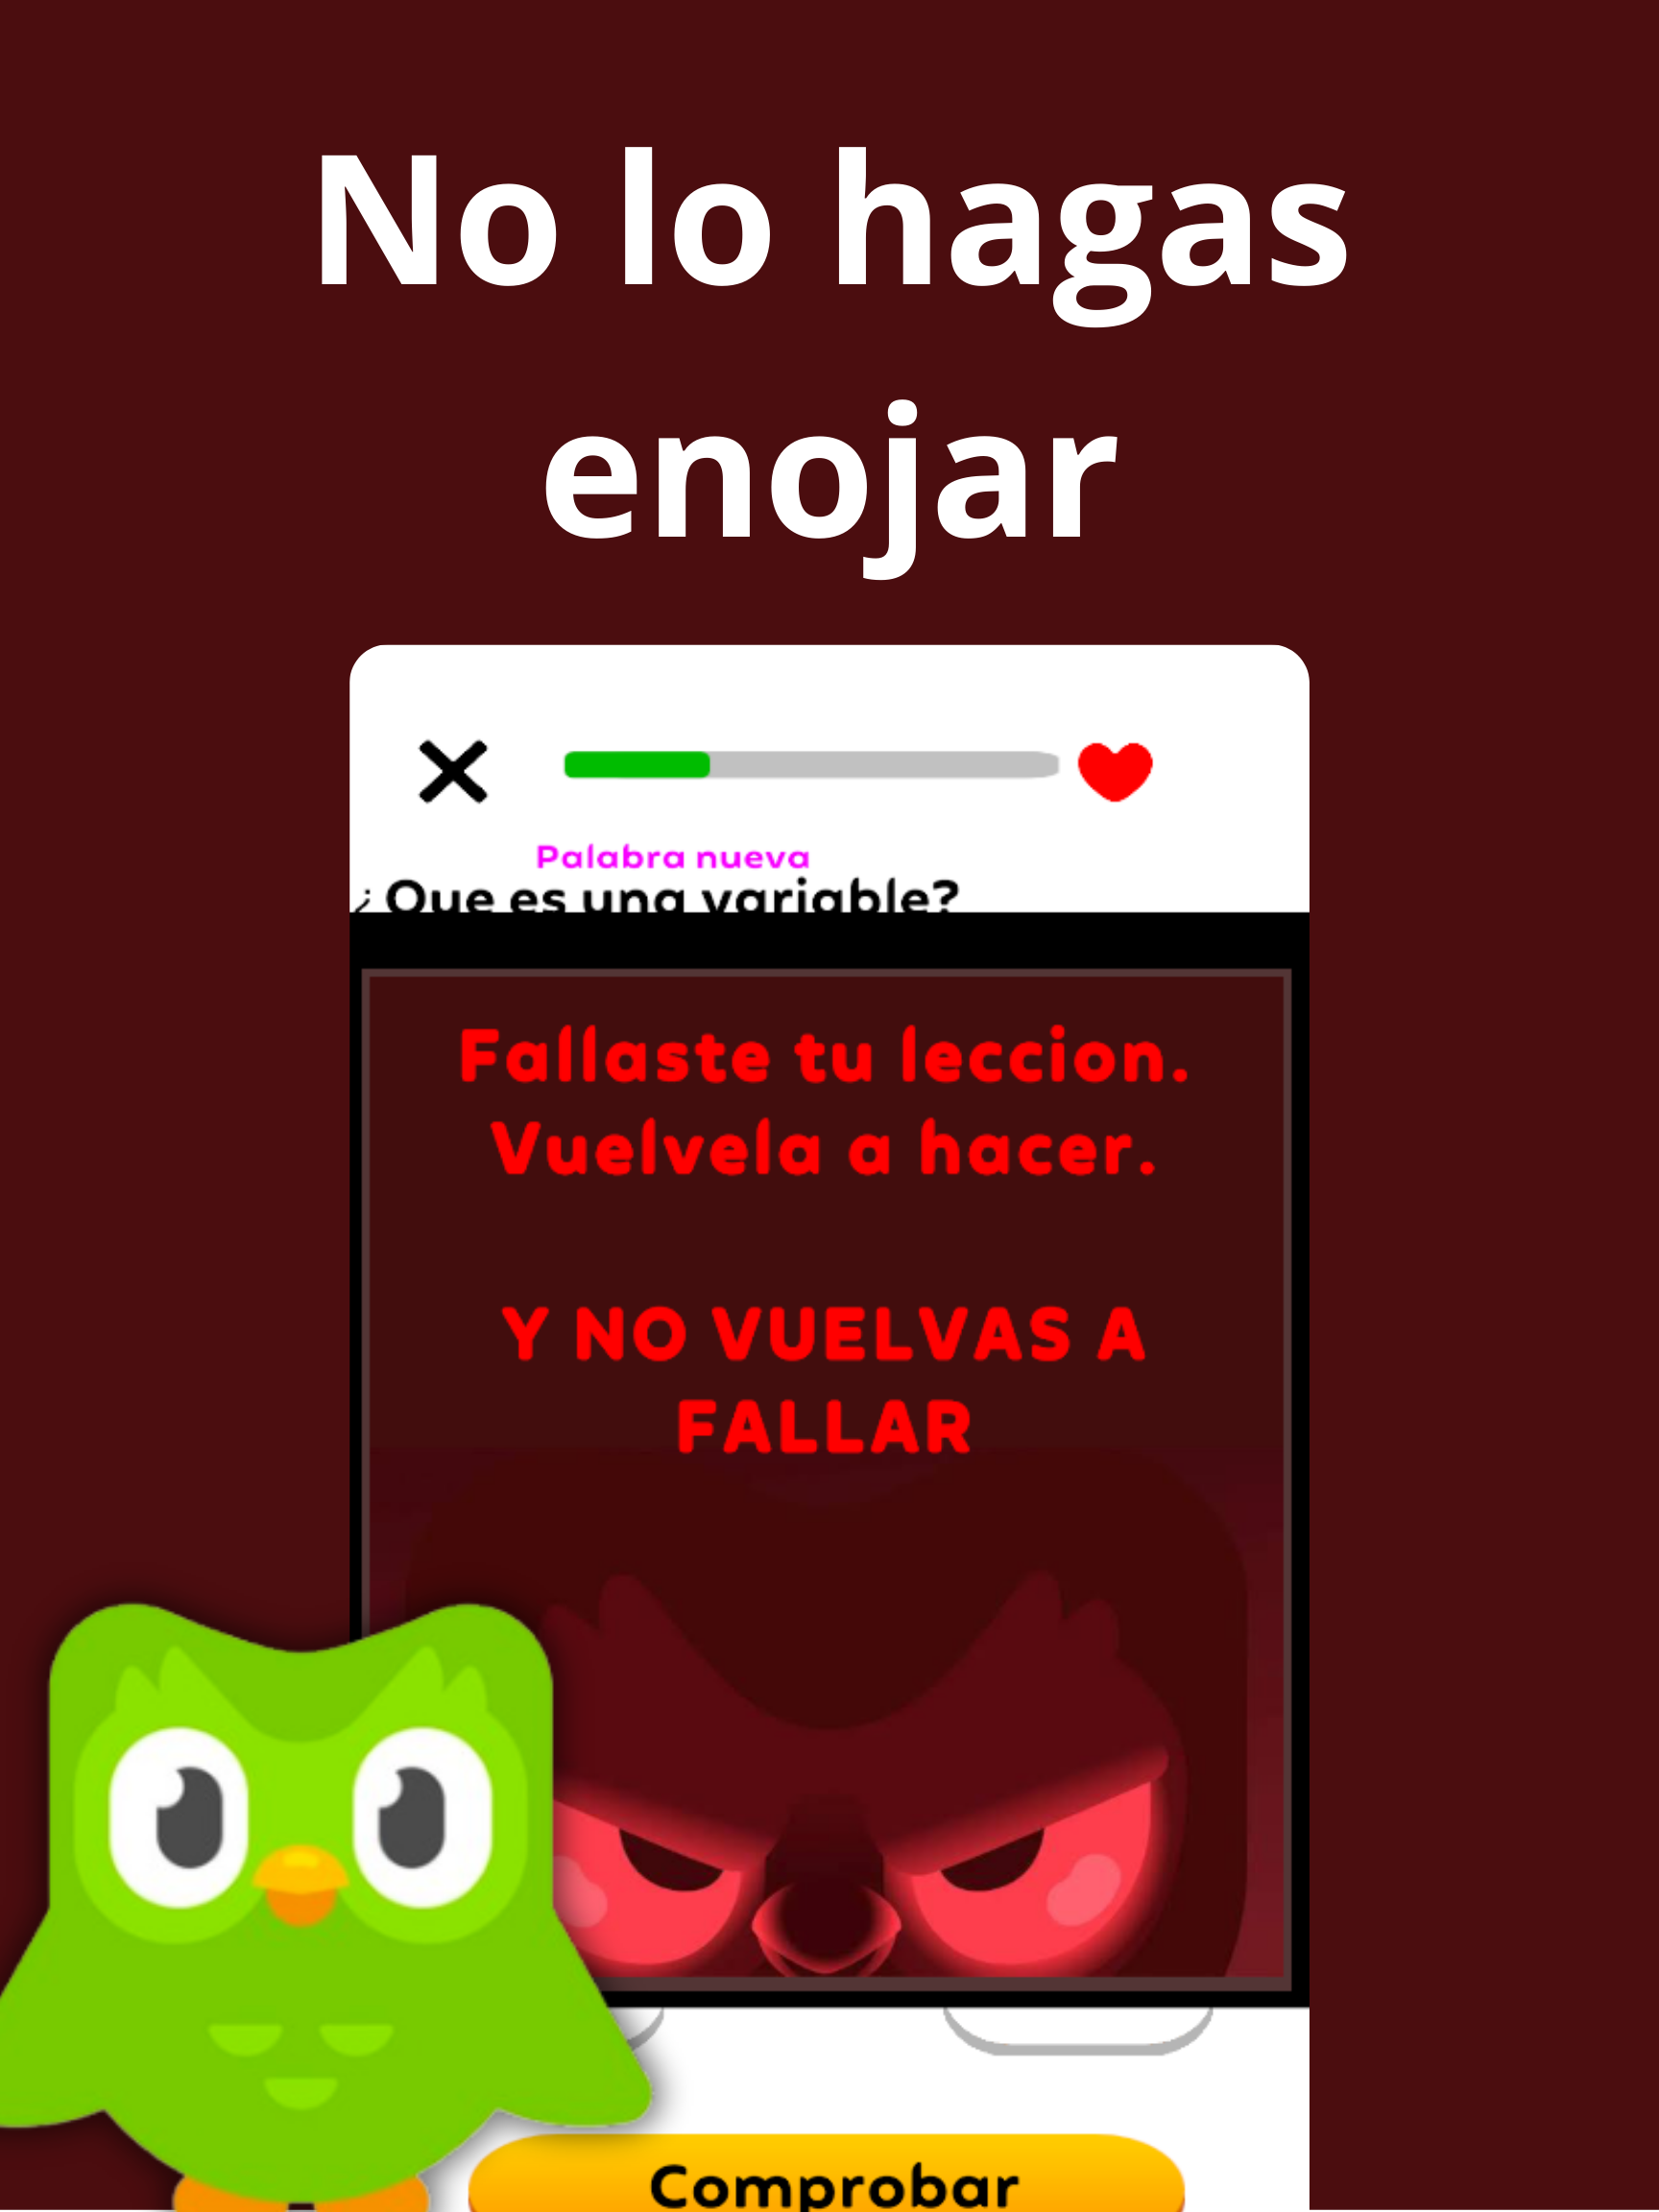 No lo hagas
enojar
Palabra nueva
¿Que es una variable?
Fallaste tu leccion.
Vuelvela a hacer.
Y NO VUELVAS A
FALLAR
Comprobar